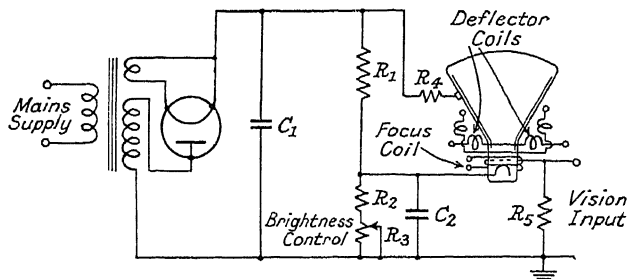 Deflector
Coils
Mains
Supply
C1
R1
R4
Focus
Coil
R2
Brightness
Control
R3
C2
R5
Vision
Input